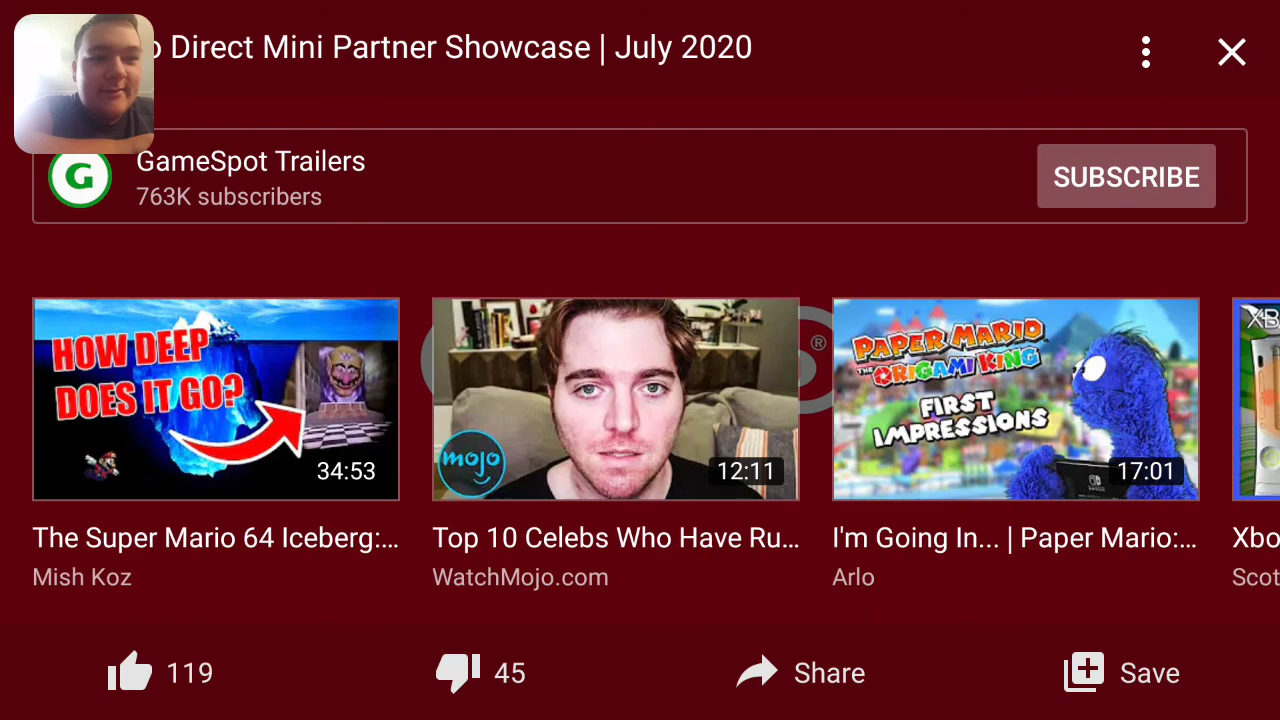 o Direct Mini Partner Showcase | July 2020
G
GameSpot Trailers
763K subscribers
SUBSCRIBE
HOW DEEP
DOES IT GO?
34:53
mojo
12:11
S®
PAPER MARIO
THE ORIGAMI KING
FIRST
IMPRESSIONS
17:01
XB
The Super Mario 64 Iceberg:...
Mish Koz
Top 10 Celebs Who Have Ru...
WatchMojo.com
I'm Going In... | Paper Mario:...
Arlo
Xbo
Scot
119
45
Share
Save